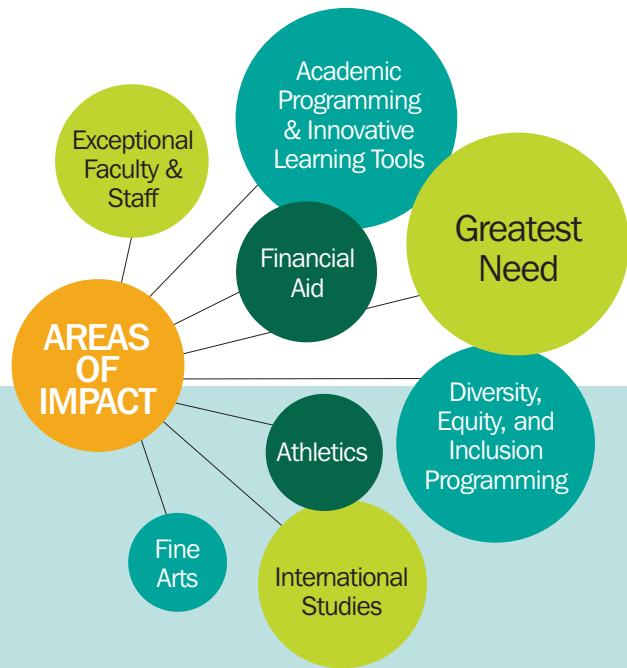 Academic
Programming
& Innovative
Learning Tools
Exceptional
Faculty &
Staff
Greatest
Need
Financial
Aid
AREAS
OF
IMPACT
Diversity,
Equity, and
Inclusion
Programming
Athletics
Fine
Arts
International
Studies